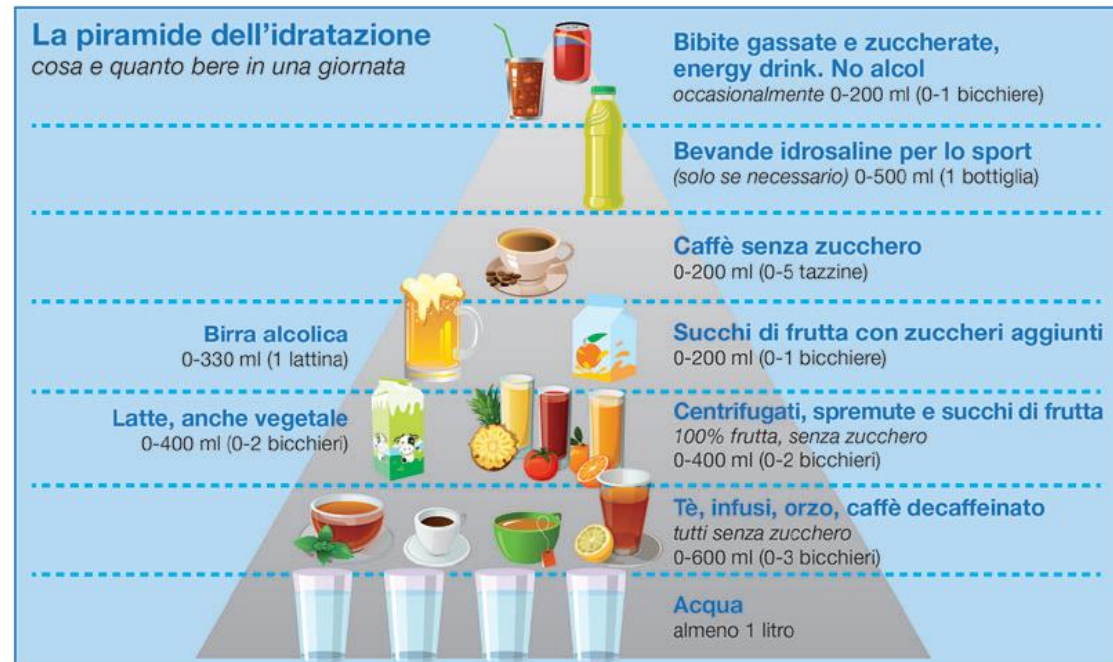 La piramide dell'idratazione
cosa e quanto bere in una giornata
Bibite gassate e zuccherate,
energy drink. No alcol
occasionalmente 0-200 ml (0-1 bicchiere)
Bevande idrosaline per lo sport
(solo se necessario) 0-500 ml (1 bottiglia)
Caffè senza zucchero
0-200 ml (0-5 tazzine)
Birra alcolica
0-330 ml (1 lattina)
Succhi di frutta con zuccheri aggiunti
0-200 ml (0-1 bicchiere)
Latte, anche vegetale
0-400 ml (0-2 bicchieri)
Centrifugati, spremute e succhi di frutta
100% frutta, senza zucchero
0-400 ml (0-2 bicchieri)
Tè, infusi, orzo, caffè decaffeinato
tutti senza zucchero
0-600 ml (0-3 bicchieri)
Acqua
almeno 1 litro